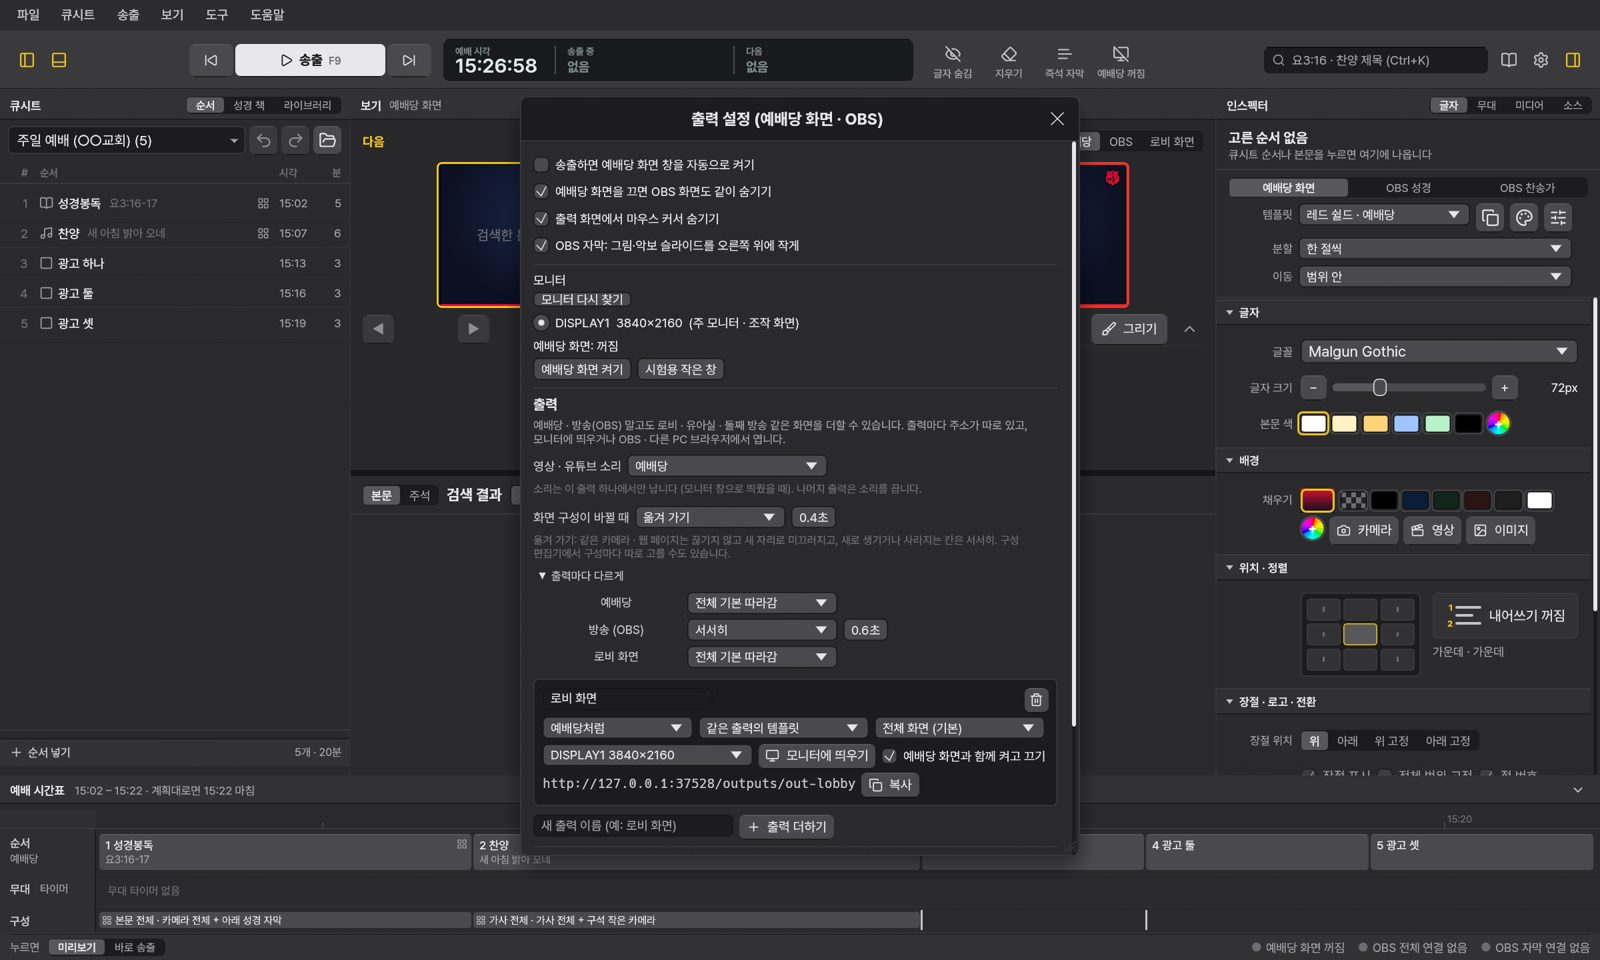 파일 큐시트 송출 보기 도구 도움말
송출 F9
예배 시각
15:26:58
송출 중
없음
다음
없음
글자 숨김 지우기 즉석 자막 예배당 꺼짐
요3:16 · 찬양 제목 (Ctrl+K)
큐시트 순서 성경 책 라이브러리
주일 예배 (〇〇교회) (5)
# 순서 시각 분
1 성경봉독 요3:16-17 15:02 5
2 찬양 새 아침 밝아 오네 15:07 6
3 광고 하나 15:13 3
4 광고 둘 15:16 3
5 광고 셋 15:19 3
순서 넣기 5개 · 20분
보기 예배당 화면
다음
당 OBS 로비 화면
검색한
그리기
본문 주석 검색 결과
출력 설정 (예배당 화면 · OBS)
송출하면 예배당 화면 창을 자동으로 켜기
예배당 화면을 끄면 OBS 화면도 같이 숨기기
출력 화면에서 마우스 커서 숨기기
OBS 자막: 그림·악보 슬라이드를 오른쪽 위에 작게
모니터
모니터 다시 찾기
DISPLAY1 3840×2160 (주 모니터 · 조작 화면)
예배당 화면: 꺼짐
예배당 화면 켜기 시험용 작은 창
출력
예배당 · 방송(OBS) 말고도 로비 · 유아실 · 둘째 방송 같은 화면을 더할 수 있습니다. 출력마다 주소가 따로 있고,
모니터에 띄우거나 OBS · 다른 PC 브라우저에서 엽니다.
영상 · 유튜브 소리 예배당
소리는 이 출력 하나에서만 납니다 (모니터 창으로 띄웠을 때). 나머지 출력은 소리를 끕니다.
화면 구성이 바뀔 때 옮겨 가기 0.4초
옮겨 가기: 같은 카메라 · 웹 페이지는 끊기지 않고 새 자리로 미끄러지고, 새로 생기거나 사라지는 칸은 서서히. 구성
편집기에서 구성마다 따로 고를 수도 있습니다.
▼ 출력마다 다르게
예배당 전체 기본 따라감
방송 (OBS) 서서히 0.6초
로비 화면 전체 기본 따라감
로비 화면
예배당처럼 같은 출력의 템플릿 전체 화면 (기본)
DISPLAY1 3840×2160 모니터에 띄우기 예배당 화면과 함께 켜고 끄기
http://127.0.0.1:37528/outputs/out-lobby 복사
새 출력 이름 (예: 로비 화면) 출력 더하기
인스펙터 글자 무대 미디어 소스
고른 순서 없음
큐시트 순서나 본문을 누르면 여기에 나옵니다
예배당 화면 OBS 성경 OBS 찬송가
템플릿 레드 쉴드 · 예배당
분할 한 절씩
이동 범위 안
글자
글꼴 Malgun Gothic
글자 크기 − + 72px
본문 색
배경
채우기
카메라 영상 이미지
위치 · 정렬
1
2
내어쓰기 꺼짐
가운데 · 가운데
장절 · 로고 · 전환
장절 위치 위 아래 위 고정 아래 고정
예배 시간표 15:02 – 15:22 · 계획대로면 15:22 마침
15:20
순서
예배당
1 성경봉독
요3:16-17
2 찬양
새 아침 밝아 오네
4 광고 둘
5 광고 셋
무대 타이머 무대 타이머 없음
구성 본문 전체 · 카메라 전체 + 아래 성경 자막 가사 전체 · 가사 전체 + 구석 작은 카메라
누르면 미리보기 바로 송출
예배당 화면 꺼짐 OBS 전체 연결 없음 OBS 자막 연결 없음